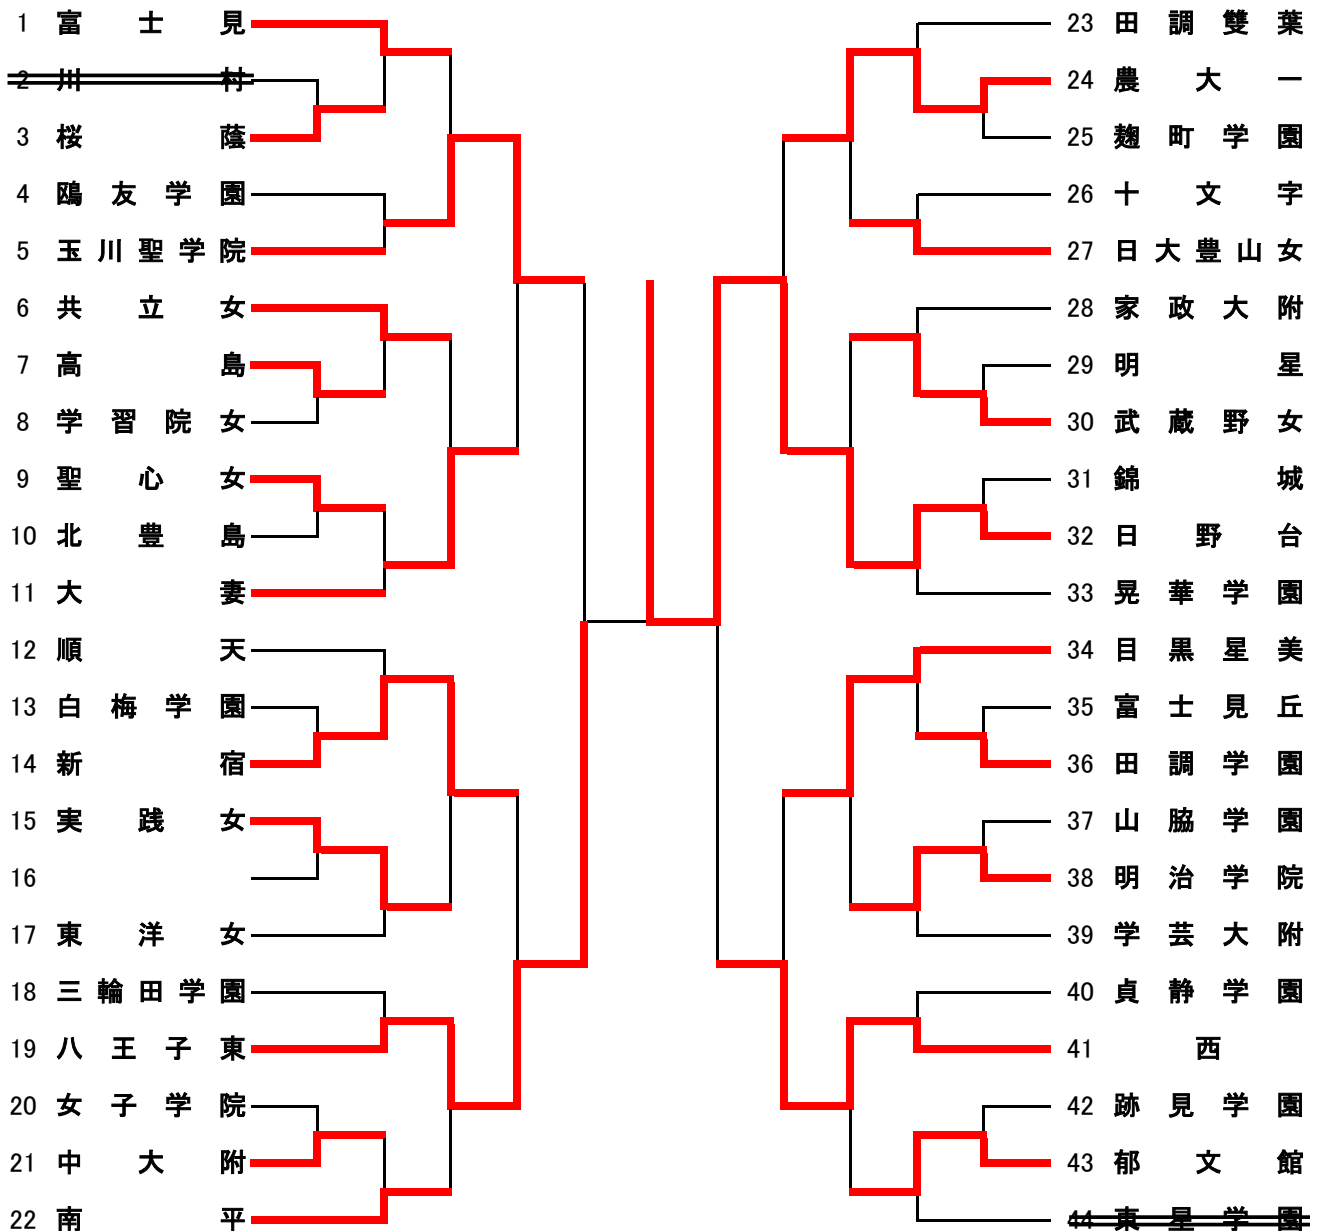 1 富士見
2 川村
3 桜蔭
4 鴎友学園
5 玉川聖学院
6 共立女
7 高島
8 学習院女
9 聖心女
10 北豊島
11 大妻
12 順天
13 白梅学園
14 新宿
15 実践女
16
17 東洋女
18 三輪田学園
19 八王子東
20 女子学院
21 中大附
22 南平
23 田調雙葉
24 農大一
25 麹町学園
26 十文字
27 日大豊山女
28 家政大附
29 明星
30 武蔵野女
31 錦城
32 日野台
33 晃華学園
34 目黒星美
35 富士見丘
36 田調学園
37 山脇学園
38 明治学院
39 学芸大附
40 貞静学園
41 西
42 跡見学園
43 郁文館
44 東星学園